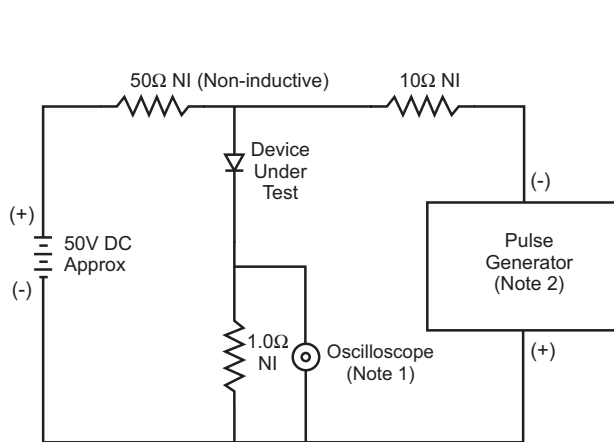 50Ω NI (Non-inductive)
10Ω NI
Device
Under
Test
(-)
(+)
50V DC
Approx
(-)
Pulse
Generator
(Note 2)
1.0Ω
NI
Oscilloscope
(Note 1)
(+)